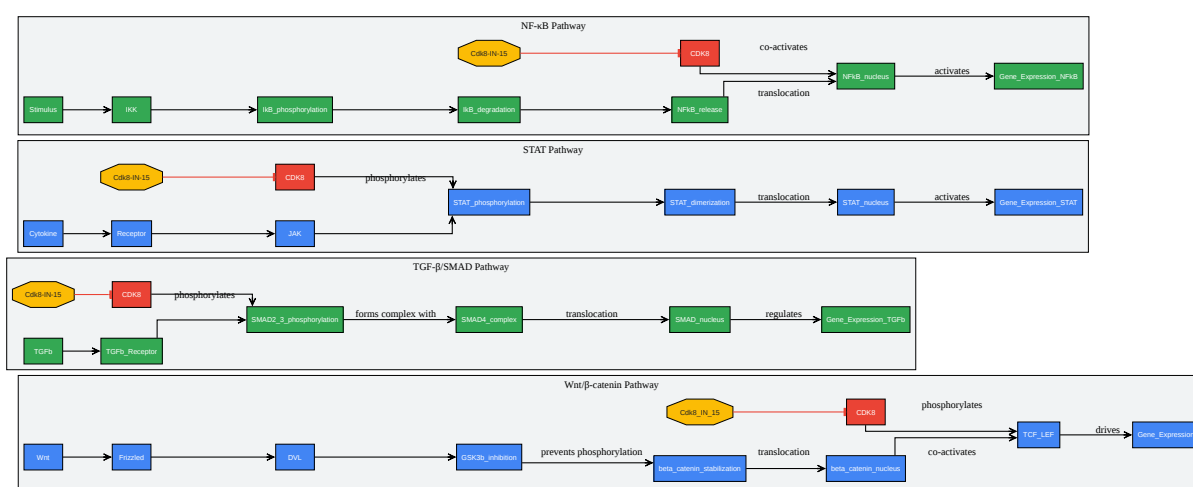 NF-κB Pathway
Cdk8-IN-15
CDK8
co-activates
NFkB_nucleus
activates
Gene_Expression_NFkB
translocation
Stimulus
IKK
IkB_phosphorylation
IkB_degradation
NFkB_release
STAT Pathway
Cdk8-IN-15
CDK8
phosphorylates
STAT_phosphorylation
STAT_dimerization
translocation
STAT_nucleus
activates
Gene_Expression_STAT
Cytokine
Receptor
JAK
TGF-β/SMAD Pathway
Cdk8-IN-15
CDK8
phosphorylates
SMAD2_3_phosphorylation
forms complex with
SMAD4_complex
translocation
SMAD_nucleus
regulates
Gene_Expression_TGFb
TGFb
TGFb_Receptor
Wnt/β-catenin Pathway
Cdk8_IN_15
CDK8
phosphorylates
TCF_LEF
drives
Gene_Expression
Wnt
Frizzled
DVL
GSK3b_inhibition
prevents phosphorylation
beta_catenin_stabilization
translocation
beta_catenin_nucleus
co-activates